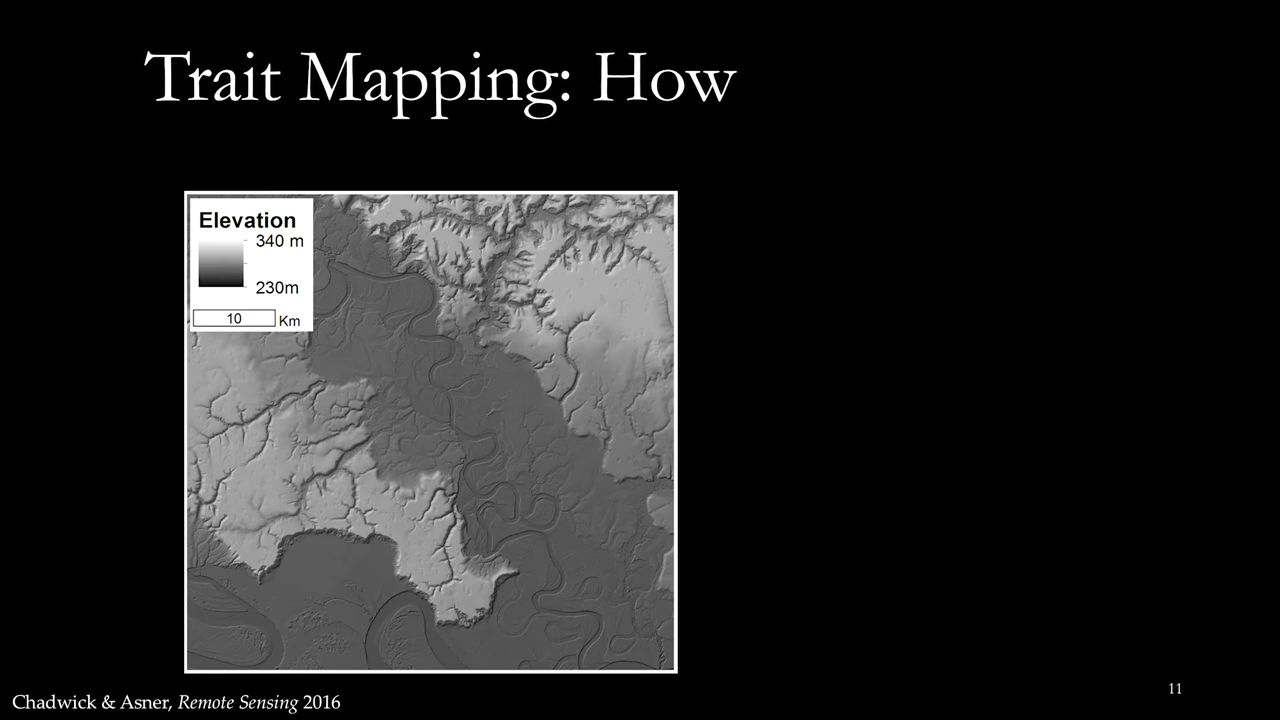 Trait Mapping: How
Elevation
340 m
230m
10 Km
Chadwick & Asner, Remote Sensing 2016
11